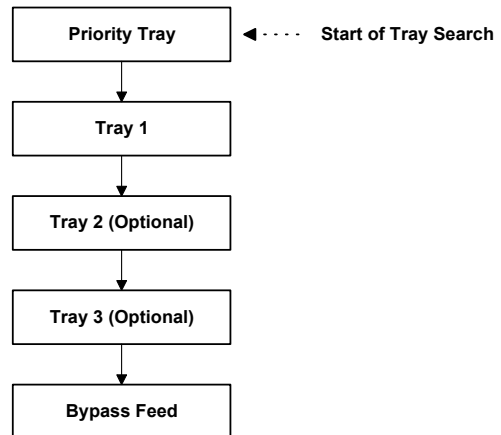 Priority Tray
Start of Tray Search
Tray 1
Tray 2 (Optional)
Tray 3 (Optional)
Bypass Feed